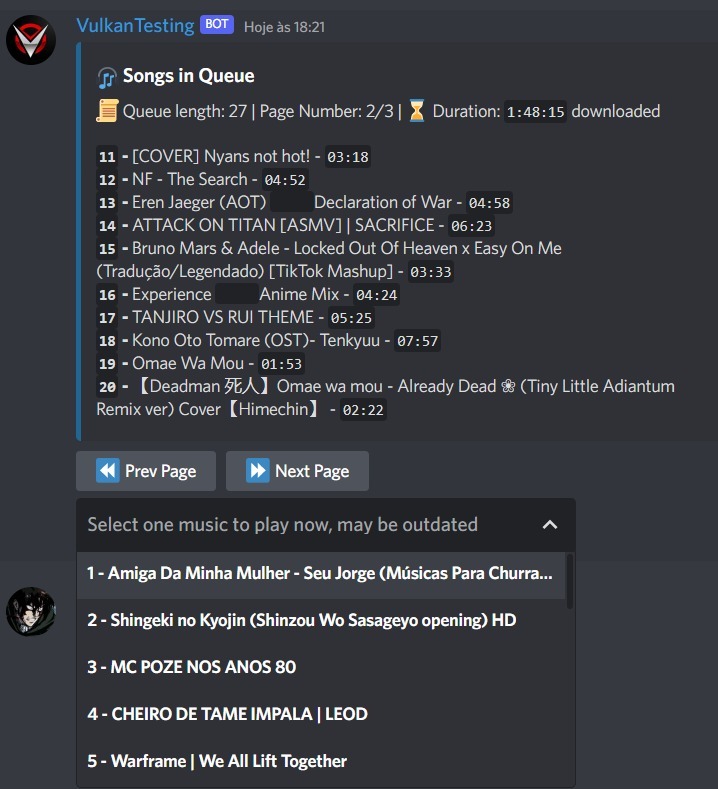 VulkanTesting BOT Hoje às 18:21
Songs in Queue
Queue length: 27 | Page Number: 2/3 | Duration: 1:48:15 downloaded
11 - [COVER] Nyans not hot! - 03:18
12 - NF - The Search - 04:52
13 - Eren Jaeger (AOT) Declaration of War - 04:58
14 - ATTACK ON TITAN [ASMV] | SACRIFICE - 06:23
15 - Bruno Mars & Adele - Locked Out Of Heaven x Easy On Me
(Tradução/Legendado) [TikTok Mashup] - 03:33
16 - Experience Anime Mix - 04:24
17 - TANJIRO VS RUI THEME - 05:25
18 - Kono Oto Tomare (OST)- Tenkyuu - 07:57
19 - Omae Wa Mou - 01:53
20 - 【Deadman 死人】Omae wa mou - Already Dead ❀ (Tiny Little Adiantum
Remix ver) Cover【Himechin】 - 02:22
Prev Page Next Page
Select one music to play now, may be outdated
1 - Amiga Da Minha Mulher - Seu Jorge (Músicas Para Churra...
2 - Shingeki no Kyojin (Shinzou Wo Sasageyo opening) HD
3 - MC POZE NOS ANOS 80
4 - CHEIRO DE TAME IMPALA | LEOD
5 - Warframe | We All Lift Together